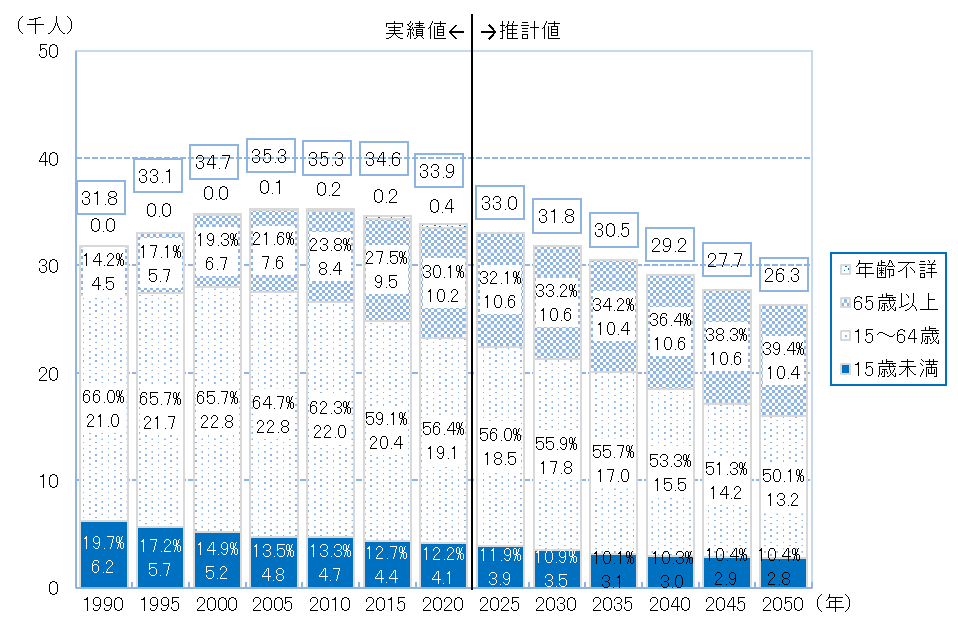 （千人）
実績値← →推計値
50
40
30
20
10
0
31.8 33.1 34.7 35.3 35.3 34.6 33.9 33.0 31.8 30.5 29.2 27.7 26.3
0.0 0.0 0.0 0.1 0.2 0.2 0.4
14.2% 17.1% 19.3% 21.6% 23.8% 27.5% 30.1% 32.1% 33.2% 34.2% 36.4% 38.3% 39.4%
4.5 5.7 6.7 7.6 8.4 9.5 10.2 10.6 10.6 10.4 10.6 10.6 10.4
66.0% 65.7% 65.7% 64.7% 62.3% 59.1% 56.4% 56.0% 55.9% 55.7% 53.3% 51.3% 50.1%
21.0 21.7 22.8 22.8 22.0 20.4 19.1 18.5 17.8 17.0 15.5 14.2 13.2
19.7% 17.2% 14.9% 13.5% 13.3% 12.7% 12.2% 11.9% 10.9% 10.1% 10.3% 10.4% 10.4%
6.2 5.7 5.2 4.8 4.7 4.4 4.1 3.9 3.5 3.1 3.0 2.9 2.8
1990 1995 2000 2005 2010 2015 2020 2025 2030 2035 2040 2045 2050 （年）
年齢不詳
65歳以上
15～64歳
15歳未満